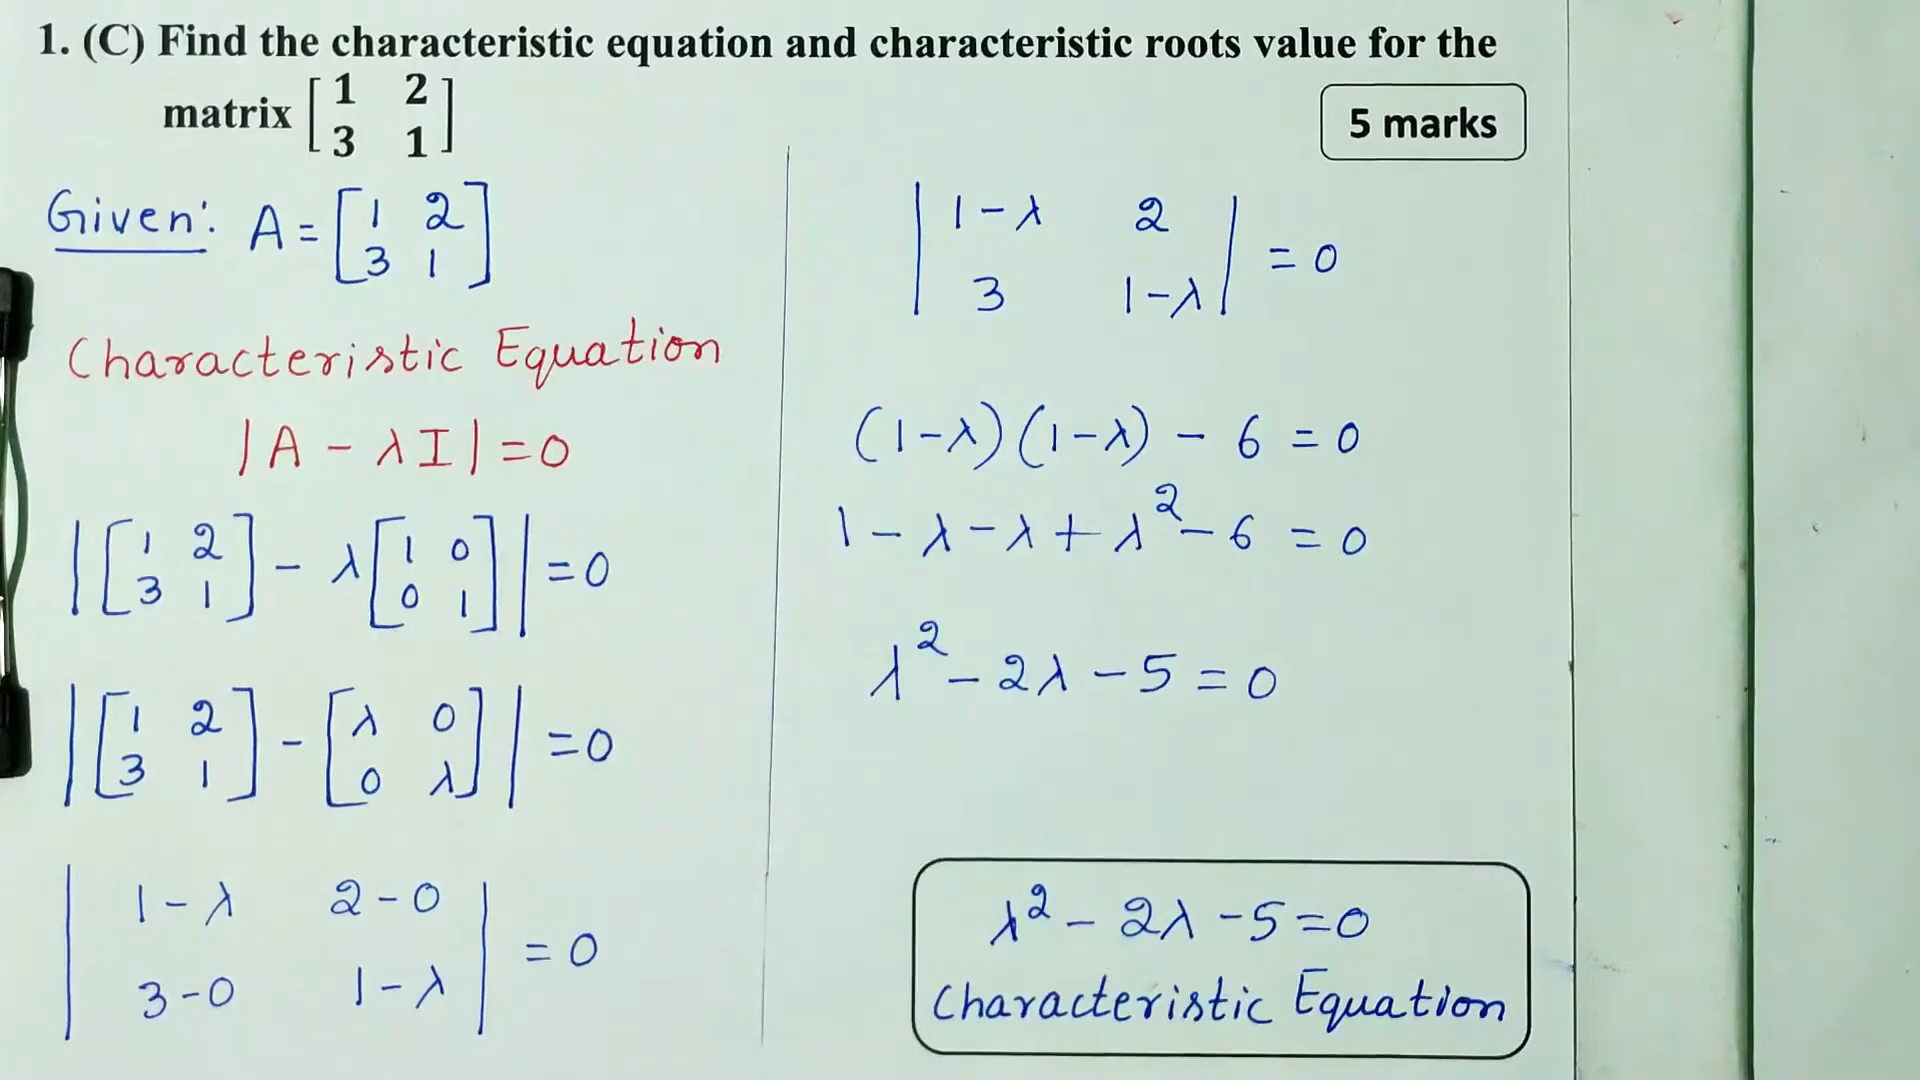 1. (C) Find the characteristic equation and characteristic roots value for the
matrix [1 2
3 1]
5 marks
Given: A = [1 2
3 1]
Characteristic Equation
|A - λI| = 0
|[1 2
3 1] - λ[1 0
0 1]| = 0
|[1 2
3 1] - [λ 0
0 λ]| = 0
|1-λ 2-0
3-0 1-λ| = 0
|1-λ 2
3 1-λ| = 0
(1-λ)(1-λ) - 6 = 0
1 - λ - λ + λ² - 6 = 0
λ² - 2λ - 5 = 0
λ² - 2λ - 5 = 0
Characteristic Equation